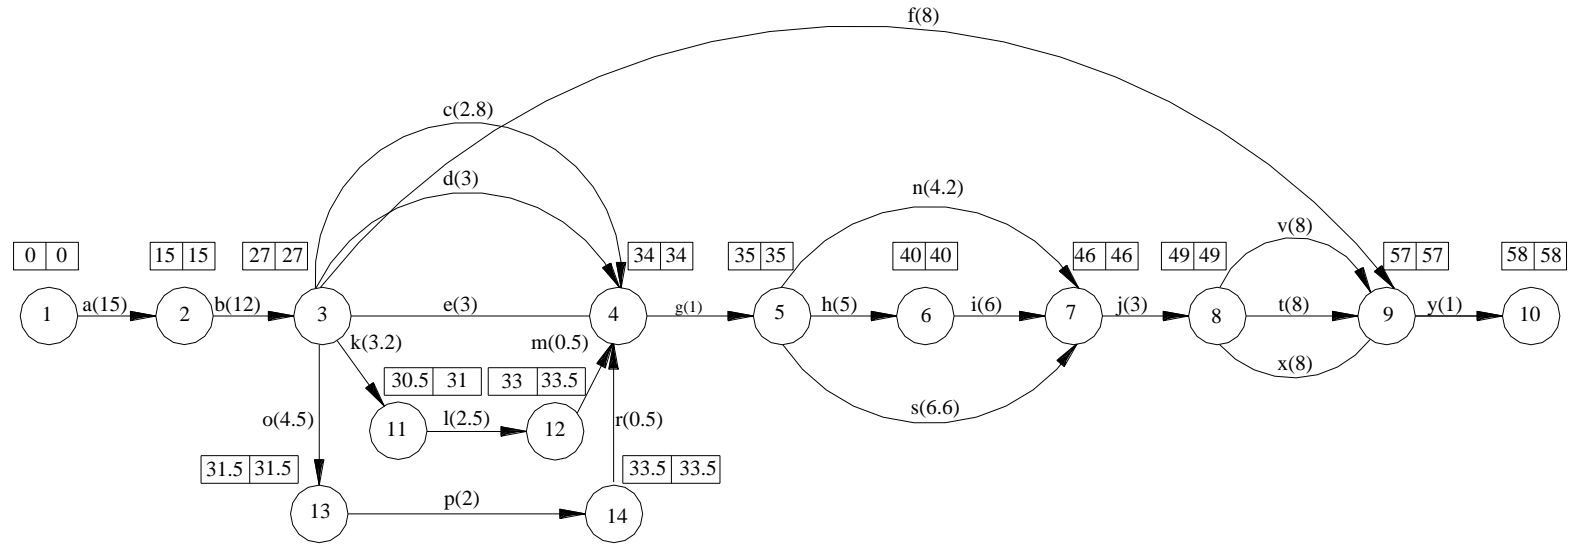 f(8)
c(2.8)
d(3)
n(4.2)
v(8)
0 0
15 15
27 27
34 34
35 35
40 40
46 46
49 49
57 57
58 58
1
a(15)
2
b(12)
3
e(3)
4
g(1)
5
h(5)
6
i(6)
7
j(3)
8
t(8)
9
y(1)
10
k(3.2)
m(0.5)
x(8)
30.5 31
33 33.5
s(6.6)
o(4.5)
11
l(2.5)
12
r(0.5)
31.5 31.5
33.5 33.5
13
p(2)
14